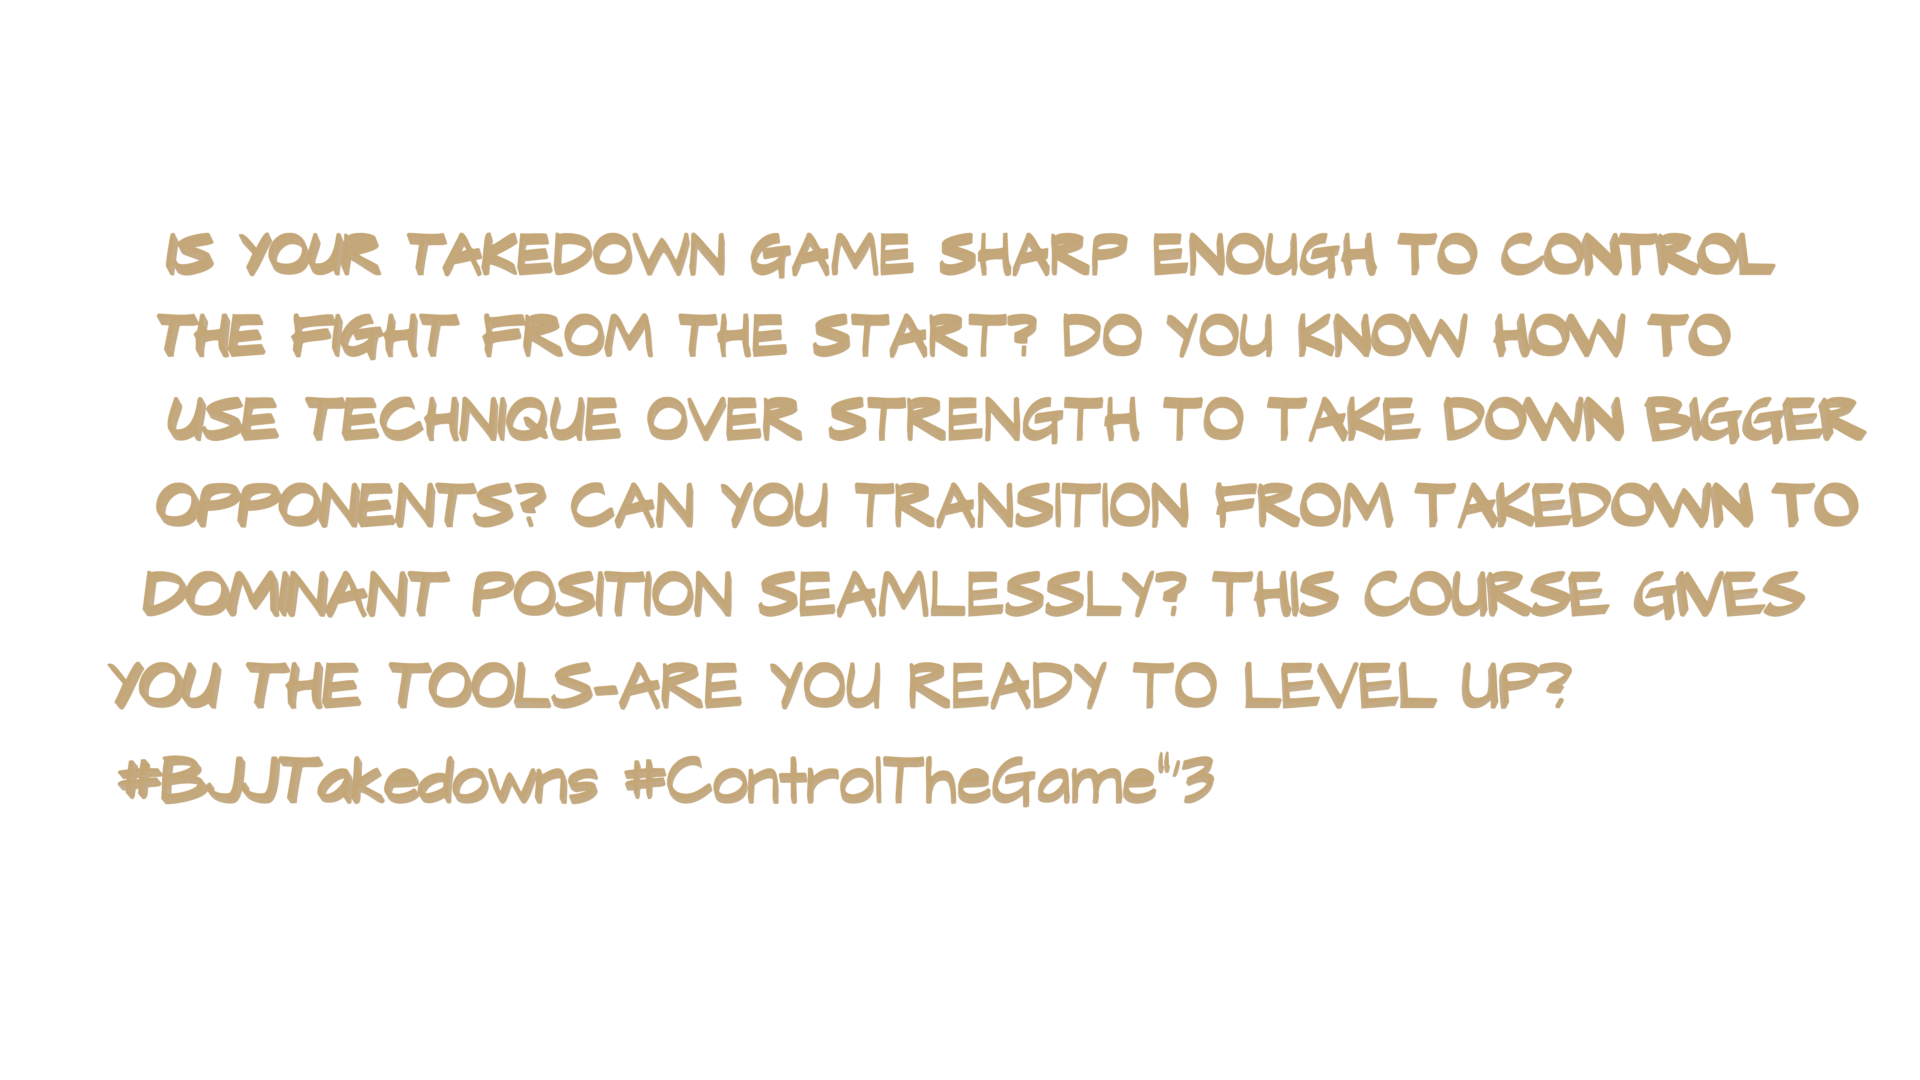 IS YOUR TAKEDOWN GAME SHARP ENOUGH TO CONTROL
THE FIGHT FROM THE START? DO YOU KNOW HOW TO
USE TECHNIQUE OVER STRENGTH TO TAKE DOWN BIGGER
OPPONENTS? CAN YOU TRANSITION FROM TAKEDOWN TO
DOMINANT POSITION SEAMLESSLY? THIS COURSE GIVES
YOU THE TOOLS-ARE YOU READY TO LEVEL UP?
#BJJTakedowns #ControlTheGame"'3